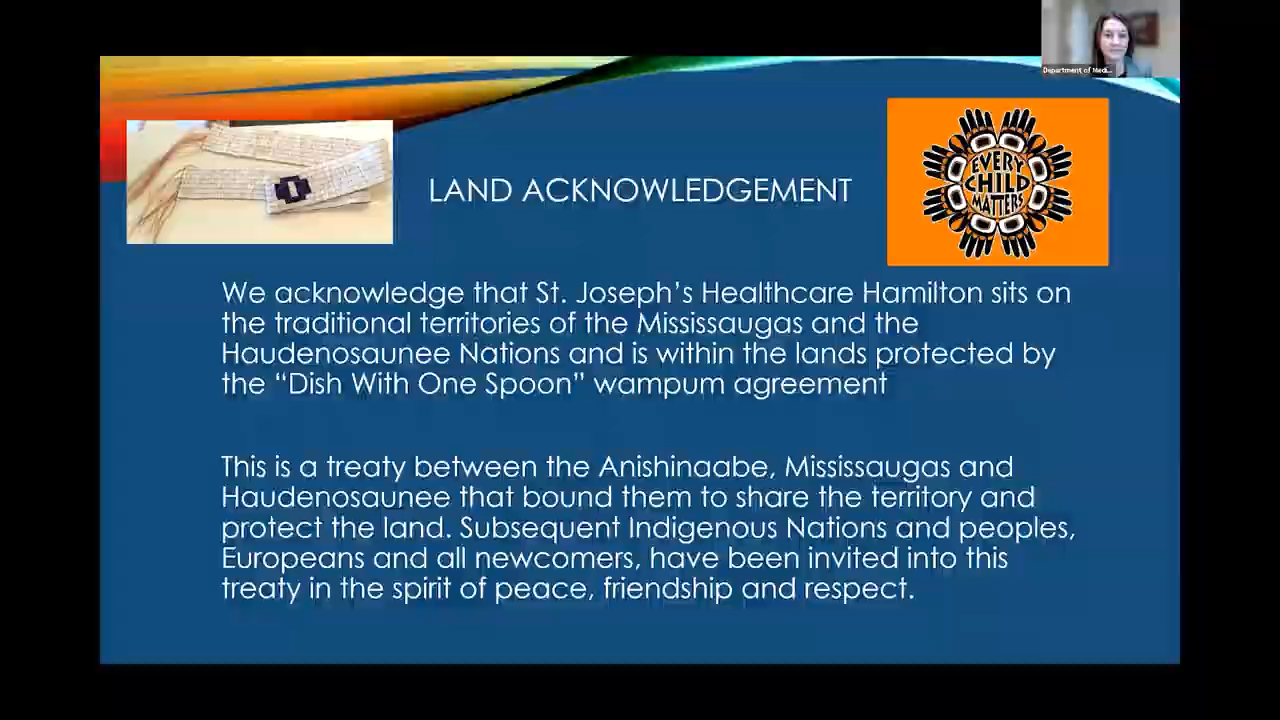 Department of Medi...
EVERY
CHILD
MATTERS
LAND ACKNOWLEDGEMENT
We acknowledge that St. Joseph’s Healthcare Hamilton sits on
the traditional territories of the Mississaugas and the
Haudenosaunee Nations and is within the lands protected by
the “Dish With One Spoon” wampum agreement
This is a treaty between the Anishinaabe, Mississaugas and
Haudenosaunee that bound them to share the territory and
protect the land. Subsequent Indigenous Nations and peoples,
Europeans and all newcomers, have been invited into this
treaty in the spirit of peace, friendship and respect.